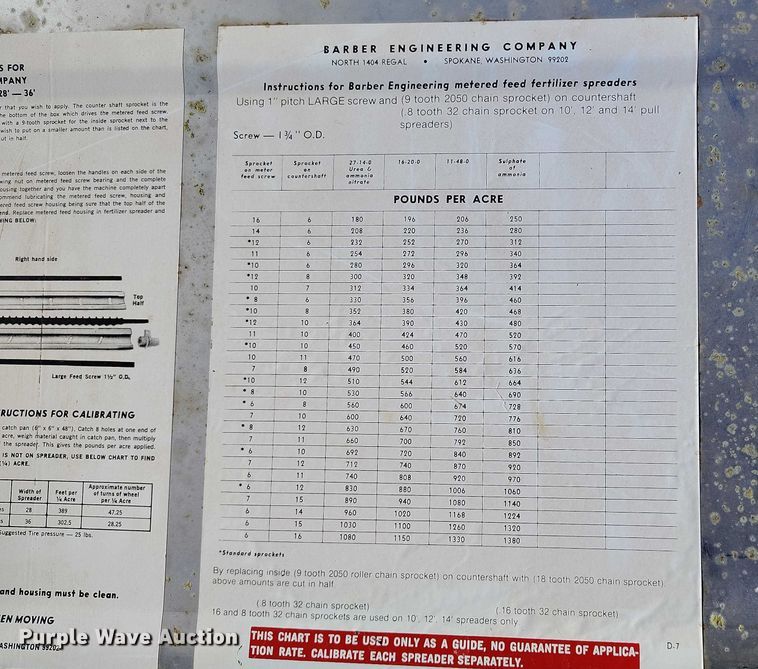 S FOR
MPANY
28' — 36'
r that you wish to apply. The counter shaft sprocket is the
he bottom of the box which drives the metered feed screw.
with a 9-tooth sprocket for the inside sprocket next to the
wish to put on a smaller amount than is listed on the chart,
ut in half.
metered feed screw, loosen the handles on each side of the
wing nut on metered feed screw bearing and the complete
ousing together and you have the machine completely apart
ommend lubricating the metered feed screw, housing and
ered feed screw housing being sure that the top half of the
end. Replace metered feed housing in fertilizer spreader and
WING BELOW:
Right hand side
Top
Half
Large Feed Screw 1½" O.D.
RUCTIONS FOR CALIBRATING
catch pan (6" x 6" x 48"). Catch 8 holes at one end of
acre, weigh material caught in catch pan, then multiply
the spreader. This gives the pounds per acre applied.
IS NOT ON SPREADER, USE BELOW CHART TO FIND
(¼) ACRE.
Width of Spreader Feet per ¼ Acre Approximate number of turns of wheel per ¼ Acre
28 389 47.25
36 302.5 28.25
Suggested Tire pressure — 25 lbs.
and housing must be clean.
EN MOVING
ASHINGTON 99202
BARBER ENGINEERING COMPANY
NORTH 1404 REGAL • SPOKANE, WASHINGTON 99202
Instructions for Barber Engineering metered feed fertilizer spreaders
Using 1" pitch LARGE screw and (9 tooth 2050 chain sprocket) on countershaft
(.8 tooth 32 chain sprocket on 10', 12' and 14' pull
spreaders)
Screw — 1¾" O.D.
Sprocket on meter feed screw Sprocket on countershaft 27-14-0 Urea & ammonia nitrate 16-20-0 11-48-0 Sulphate of ammonia
POUNDS PER ACRE
16 6 180 196 206 250
14 6 208 220 236 280
*12 6 232 252 270 312
11 6 254 272 296 340
*10 6 280 296 320 364
*12 8 300 320 348 392
10 7 312 334 364 414
* 8 6 330 356 396 460
*10 8 352 380 420 468
*12 10 364 390 430 480
11 10 400 424 470 520
*10 10 450 460 520 570
10 11 470 500 560 616
7 8 490 520 584 636
*10 12 510 544 612 664
* 8 10 530 566 640 690
* 6 8 560 600 674 728
7 10 600 640 720 776
* 8 12 630 670 760 810
7 11 660 700 792 850
* 6 10 692 720 840 892
7 12 712 740 870 920
6 11 740 808 920 970
* 6 12 830 880 1006 1060
7 15 890 940 1080 1140
6 14 960 1020 1168 1224
6 15 1030 1100 1260 1320
6 16 1080 1150 1330 1380
*Standard sprockets
By replacing inside (9 tooth 2050 roller chain sprocket) on countershaft with (18 tooth 2050 chain sprocket)
above amounts are cut in half.
(.8 tooth 32 chain sprocket) (.16 tooth 32 chain sprocket)
16 and 8 tooth 32 chain sprockets are used on 10', 12', 14' spreaders only
THIS CHART IS TO BE USED ONLY AS A GUIDE, NO GUARANTEE OF APPLICA-
TION RATE. CALIBRATE EACH SPREADER SEPARATELY.
D-7
Purple Wave Auction